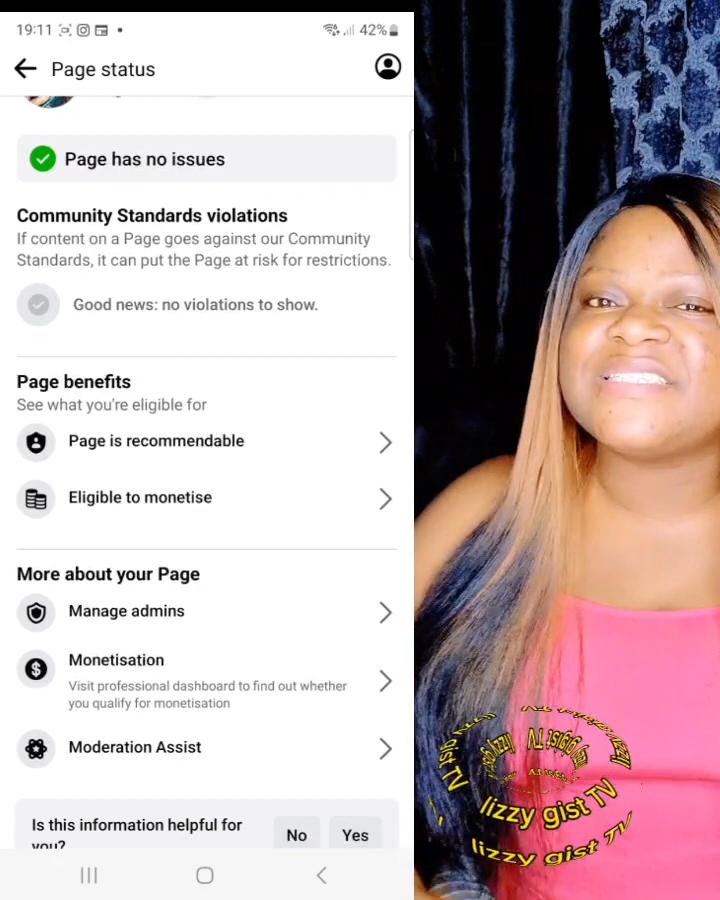 19:11
42%
Page status
Page has no issues
Community Standards violations
If content on a Page goes against our Community
Standards, it can put the Page at risk for restrictions.
Good news: no violations to show.
Page benefits
See what you're eligible for
Page is recommendable
Eligible to monetise
More about your Page
Manage admins
Monetisation
Visit professional dashboard to find out whether
you qualify for monetisation
Moderation Assist
Is this information helpful for
you?
No
Yes
lizzy gist TV
lizzy gist TV